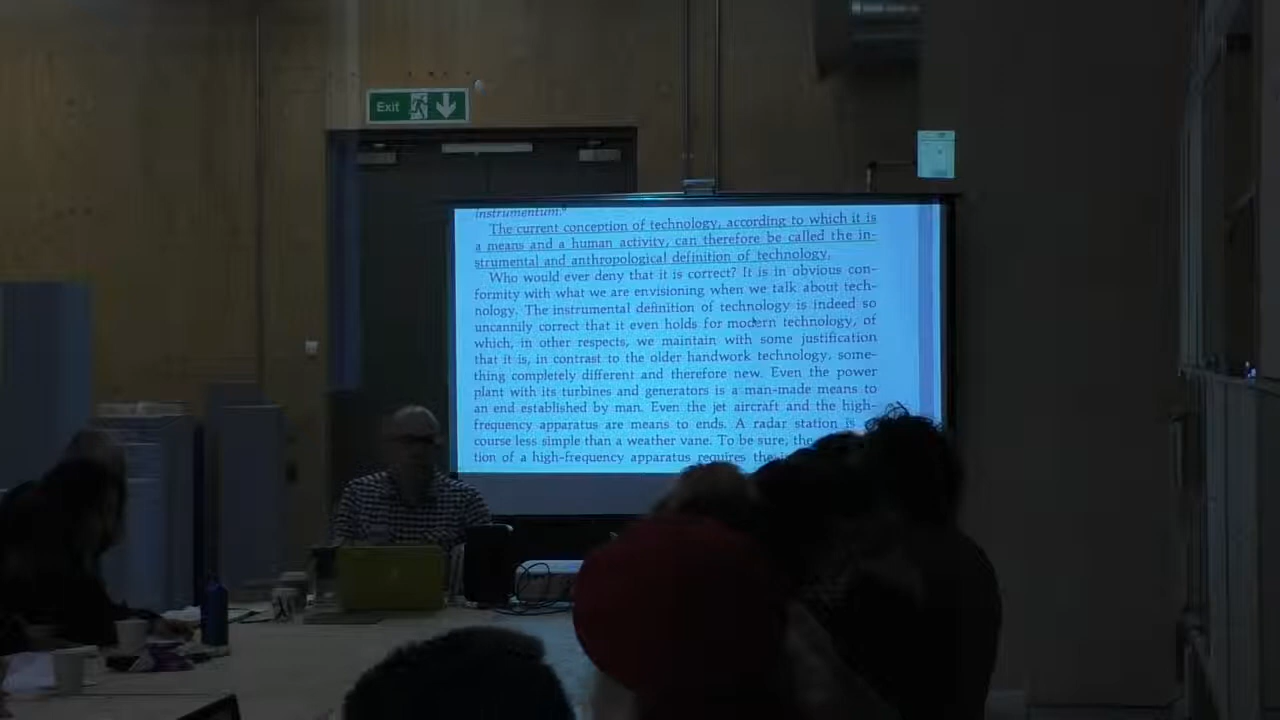 Exit
instrumentum.
The current conception of technology, according to which it is
a means and a human activity, can therefore be called the in-
strumental and anthropological definition of technology.
Who would ever deny that it is correct? It is in obvious con-
formity with what we are envisioning when we talk about tech-
nology. The instrumental definition of technology is indeed so
uncannily correct that it even holds for modern technology, of
which, in other respects, we maintain with some justification
that it is, in contrast to the older handwork technology, some-
thing completely different and therefore new. Even the power
plant with its turbines and generators is a man-made means to
an end established by man. Even the jet aircraft and the high-
frequency apparatus are means to ends. A radar station is
course less simple than a weather vane. To be sure, the
tion of a high-frequency apparatus requires the